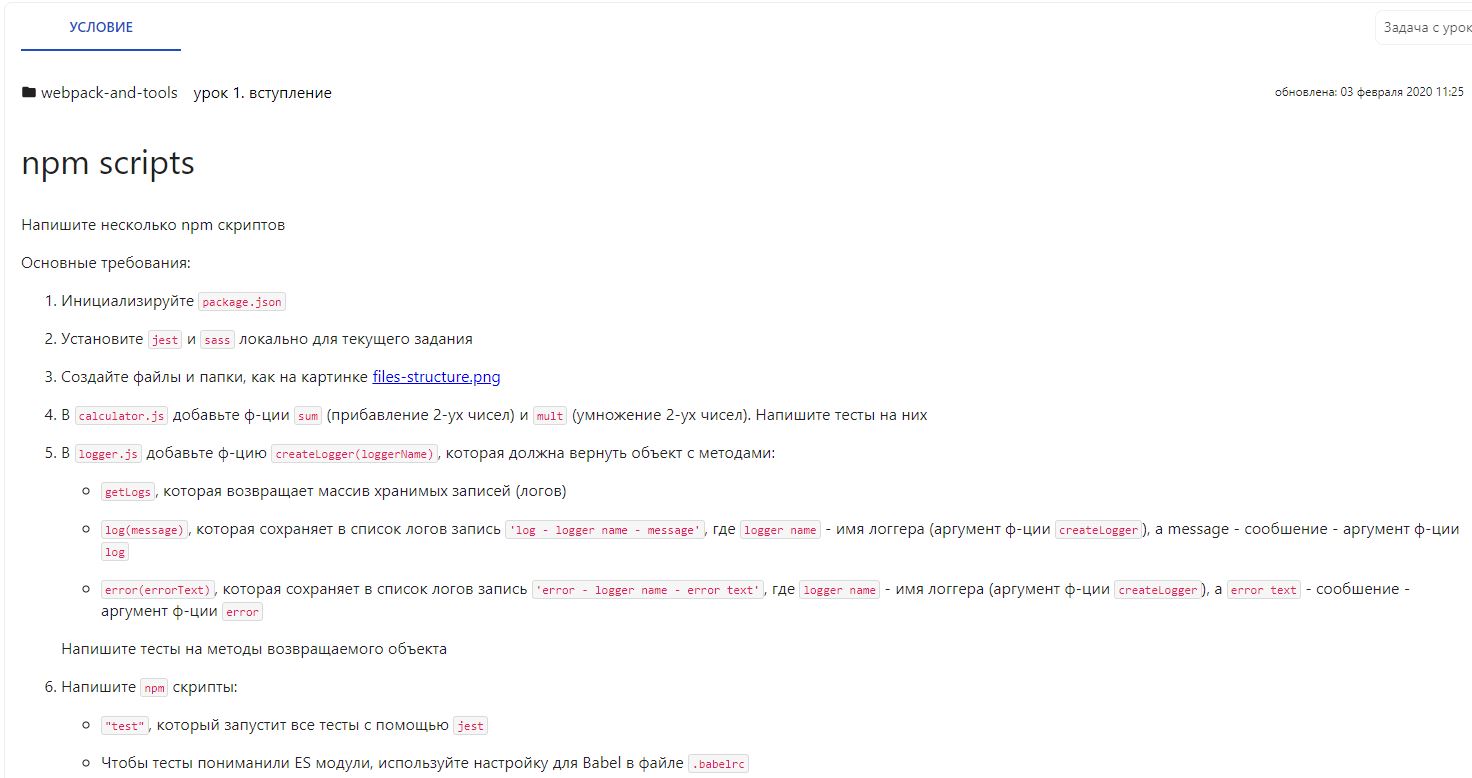 УСЛОВИЕ
Задача с урок
webpack-and-tools урок 1. вступление
обновлена: 03 февраля 2020 11:25
npm scripts
Напишите несколько npm скриптов
Основные требования:
1. Инициализируйте package.json
2. Установите jest и sass локально для текущего задания
3. Создайте файлы и папки, как на картинке files-structure.png
4. В calculator.js добавьте ф-ции sum (прибавление 2-ух чисел) и mult (умножение 2-ух чисел). Напишите тесты на них
5. В logger.js добавьте ф-цию createLogger(loggerName), которая должна вернуть объект с методами:
getLogs, которая возвращает массив хранимых записей (логов)
log(message), которая сохраняет в список логов запись 'log - logger name - message', где logger name - имя логгера (аргумент ф-ции createLogger), а message - сообшение - аргумент ф-ции
log
error(errorText), которая сохраняет в список логов запись 'error - logger name - error text', где logger name - имя логгера (аргумент ф-ции createLogger), а error text - сообшение -
аргумент ф-ции error
Напишите тесты на методы возвращаемого объекта
6. Напишите npm скрипты:
"test", который запустит все тесты с помощью jest
Чтобы тесты пониманили ES модули, используйте настройку для Babel в файле .babelrc